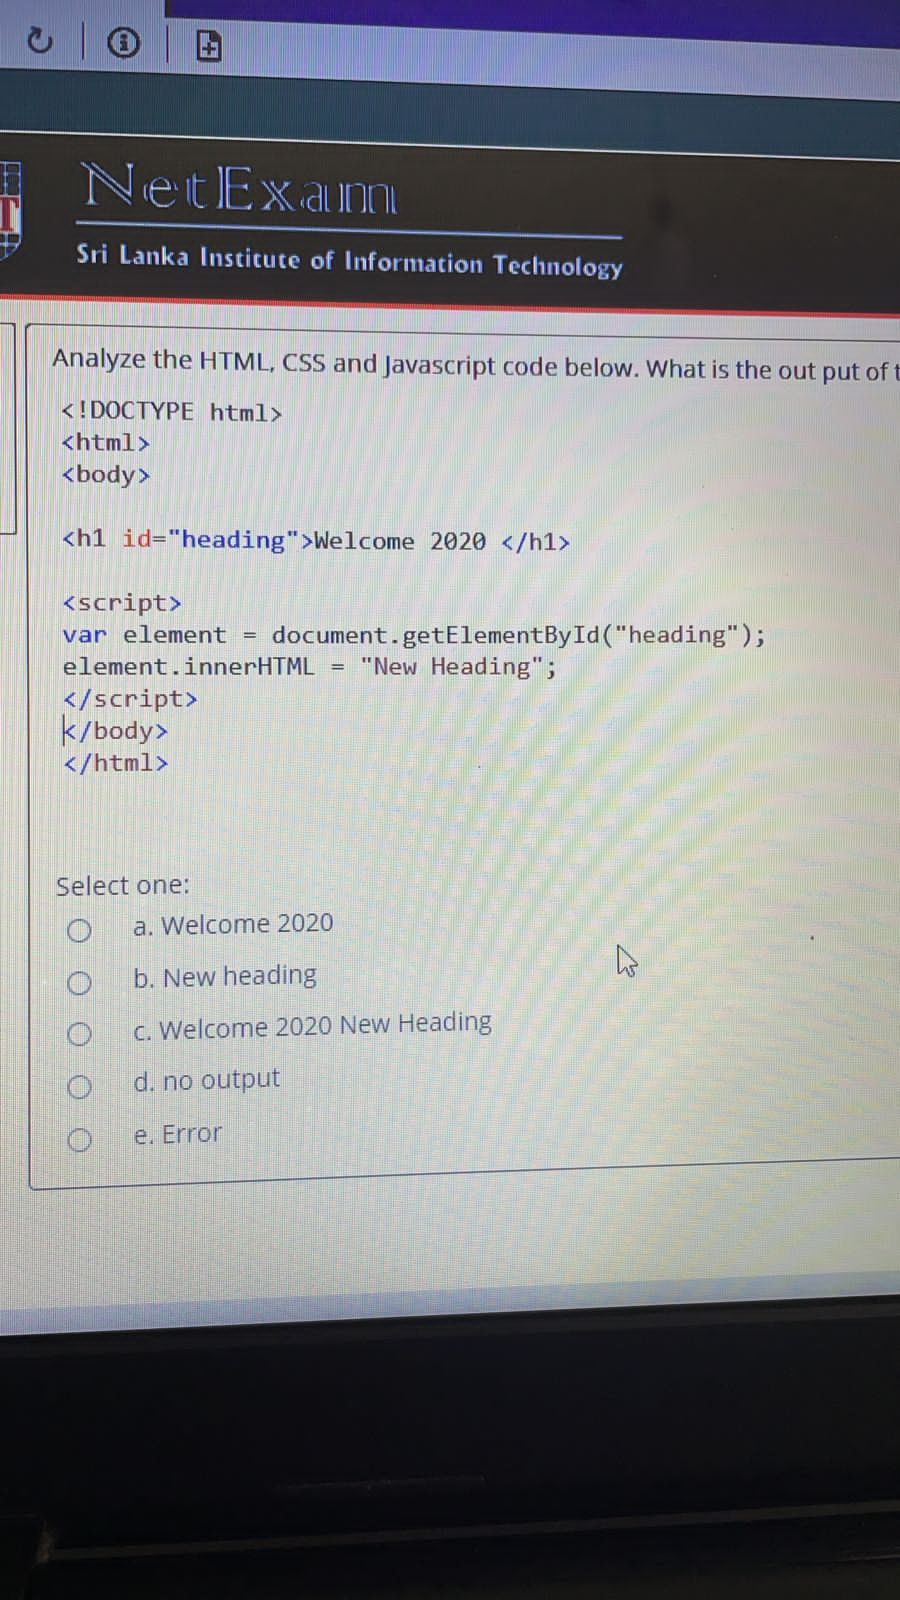 NetExam
Sri Lanka Institute of Information Technology
Analyze the HTML, CSS and Javascript code below. What is the out put of
<!DOCTYPE html>
<html>
<body>
<h1 id="heading">Welcome 2020 </h1>
<script>
var element = document.getElementById("heading");
element.innerHTML = "New Heading";
</script>
</body>
</html>
Select one:
a. Welcome 2020
b. New heading
c. Welcome 2020 New Heading
d. no output
e. Error